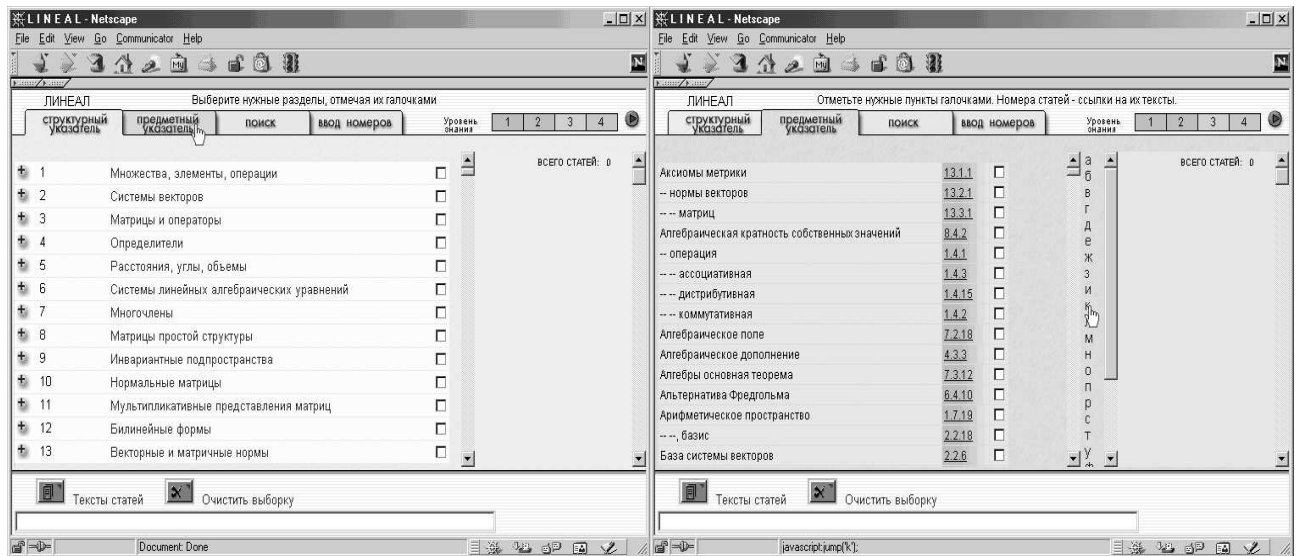 LINEAL - Netscape
File Edit View Go Communicator Help
ЛИНЕАЛ Выберите нужные разделы, отмечая их галочками
структурный указатель предметный указатель поиск ввод номеров Уровень знания 1 2 3 4
ВСЕГО СТАТЕЙ: 0
1 Множества, элементы, операции
2 Системы векторов
3 Матрицы и операторы
4 Определители
5 Расстояния, углы, объемы
6 Системы линейных алгебраических уравнений
7 Многочлены
8 Матрицы простой структуры
9 Инвариантные подпространства
10 Нормальные матрицы
11 Мультипликативные представления матриц
12 Билинейные формы
13 Векторные и матричные нормы
Тексты статей Очистить выборку
Document: Done
LINEAL - Netscape
File Edit View Go Communicator Help
ЛИНЕАЛ Отметьте нужные пункты галочками. Номера статей - ссылки на их тексты.
структурный указатель предметный указатель поиск ввод номеров Уровень знания 1 2 3 4
ВСЕГО СТАТЕЙ: 0
Аксиомы метрики 13.1.1
-- нормы векторов 13.2.1
-- -- матриц 13.3.1
Алгебраическая кратность собственных значений 8.4.2
-- операция 1.4.1
-- -- ассоциативная 1.4.3
-- -- дистрибутивная 1.4.15
-- -- коммутативная 1.4.2
Алгебраическое поле 7.2.18
Алгебраическое дополнение 4.3.3
Алгебры основная теорема 7.3.12
Альтернатива Фредгольма 6.4.10
Арифметическое пространство 1.7.19
-- --, базис 2.2.18
База системы векторов 2.2.6
а
б
в
г
д
е
ж
з
и
к
м
н
о
п
р
с
т
у
Тексты статей Очистить выборку
javascript:jump('k');